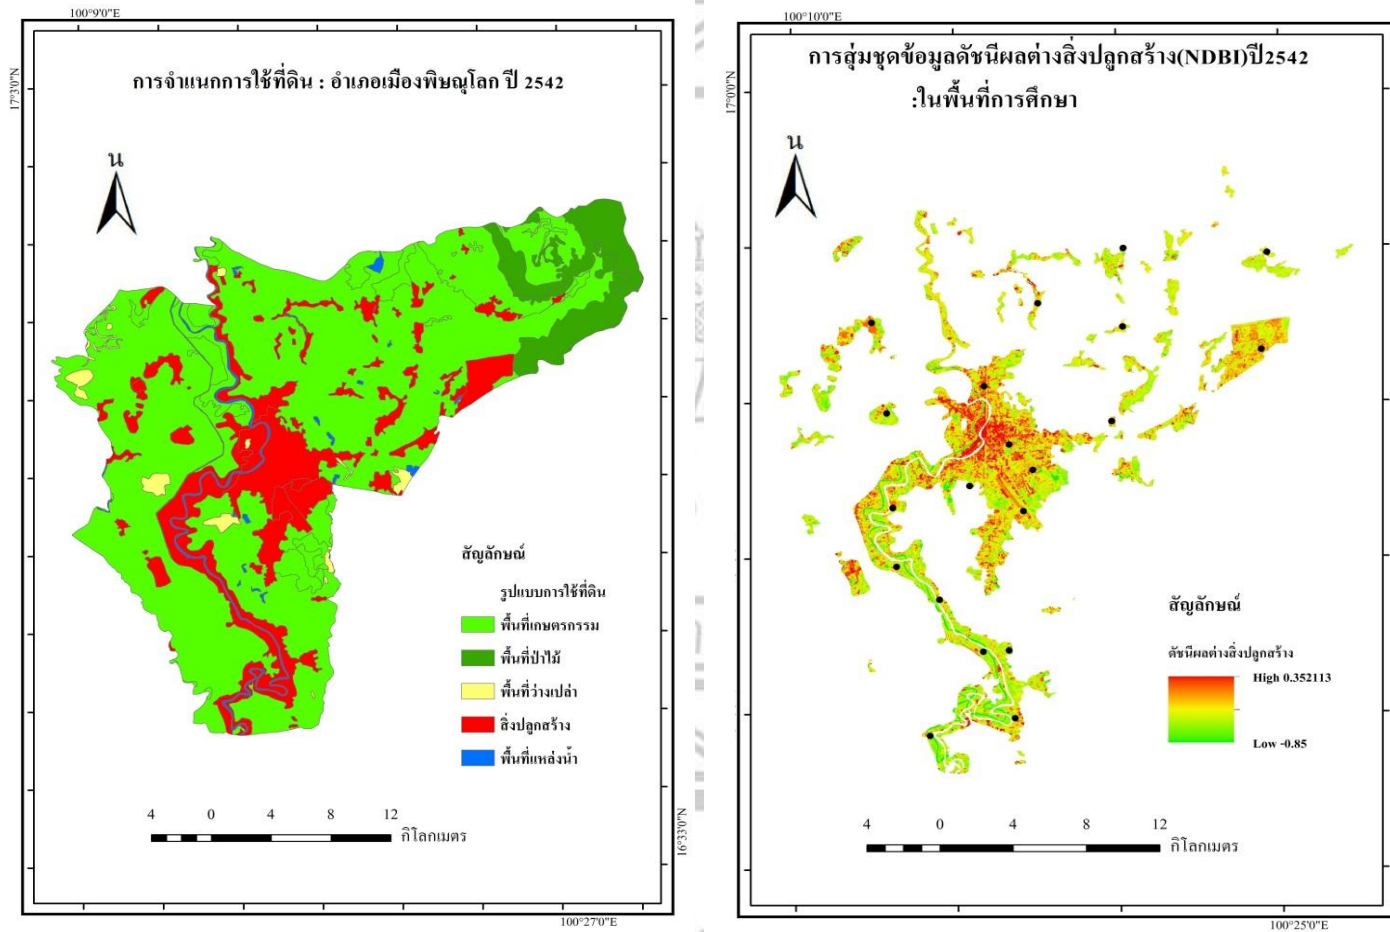 100°9'0"E
17°3'0"N
การจำแนกการใช้ที่ดิน : อำเภอเมืองพิษณุโลก ปี 2542
น
สัญลักษณ์
รูปแบบการใช้ที่ดิน
พื้นที่เกษตรกรรม
พื้นที่ป่าไม้
พื้นที่ว่างเปล่า
สิ่งปลูกสร้าง
พื้นที่แหล่งน้ำ
4 0 4 8 12
กิโลกเมตร
16°33'0"N
100°27'0"E
100°10'0"E
17°0'0"N
การสุ่มชุดข้อมูลดัชนีผลต่างสิ่งปลูกสร้าง(NDBI)ปี2542
:ในพื้นที่การศึกษา
น
สัญลักษณ์
ดัชนีผลต่างสิ่งปลูกสร้าง
High 0.352113
Low -0.85
4 0 4 8 12
กิโลกเมตร
100°25'0"E